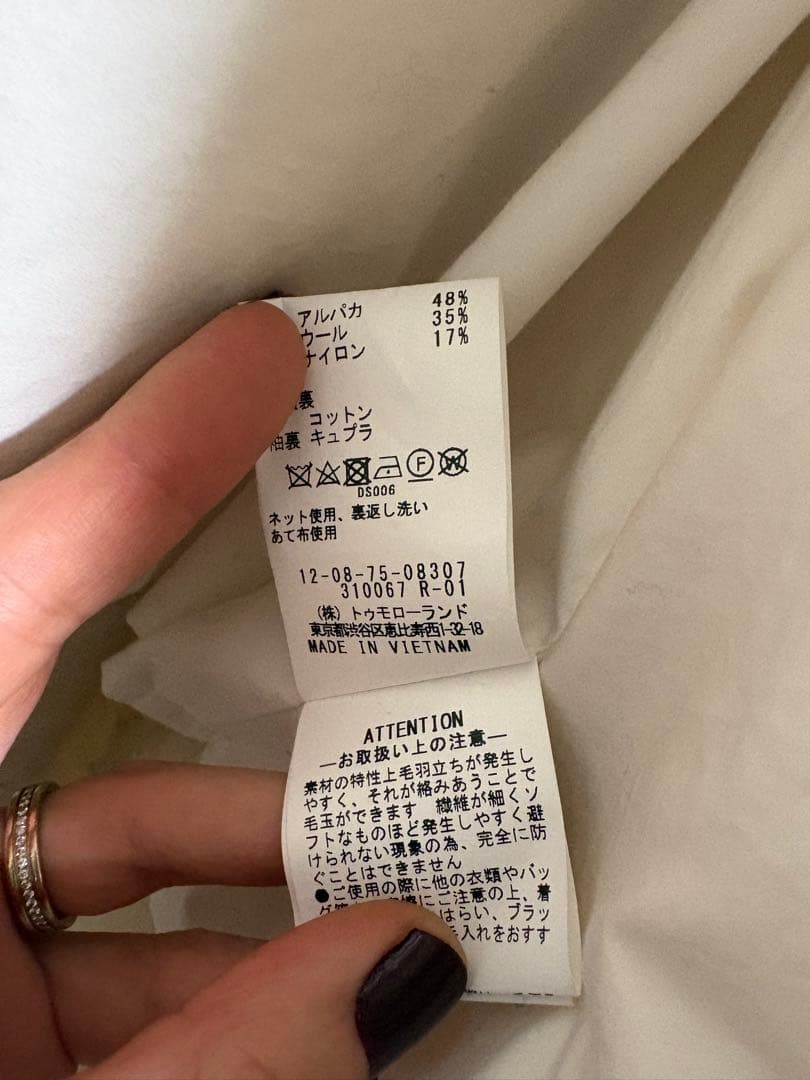 アルパカ 48%
ウール 35%
ナイロン 17%
裏
コットン
袖裏 キュプラ
F W
DS006
ネット使用、裏返し洗い
あて布使用
12-08-75-08307
310067 R-01
(株) トゥモローランド
東京都渋谷区恵比寿西1-32-18
MADE IN VIETNAM
ATTENTION
―お取扱い上の注意―
素材の特性上毛羽立ちが発生し
やすく、それが絡みあうことで
毛玉ができます 繊維が細くソ
フトなものほど発生しやすく避
けられない現象の為、完全に防
ぐことはできません
●ご使用の際に他の衣類やバッ
にご注意の上、着
はらい、ブラッ
入れをおすす